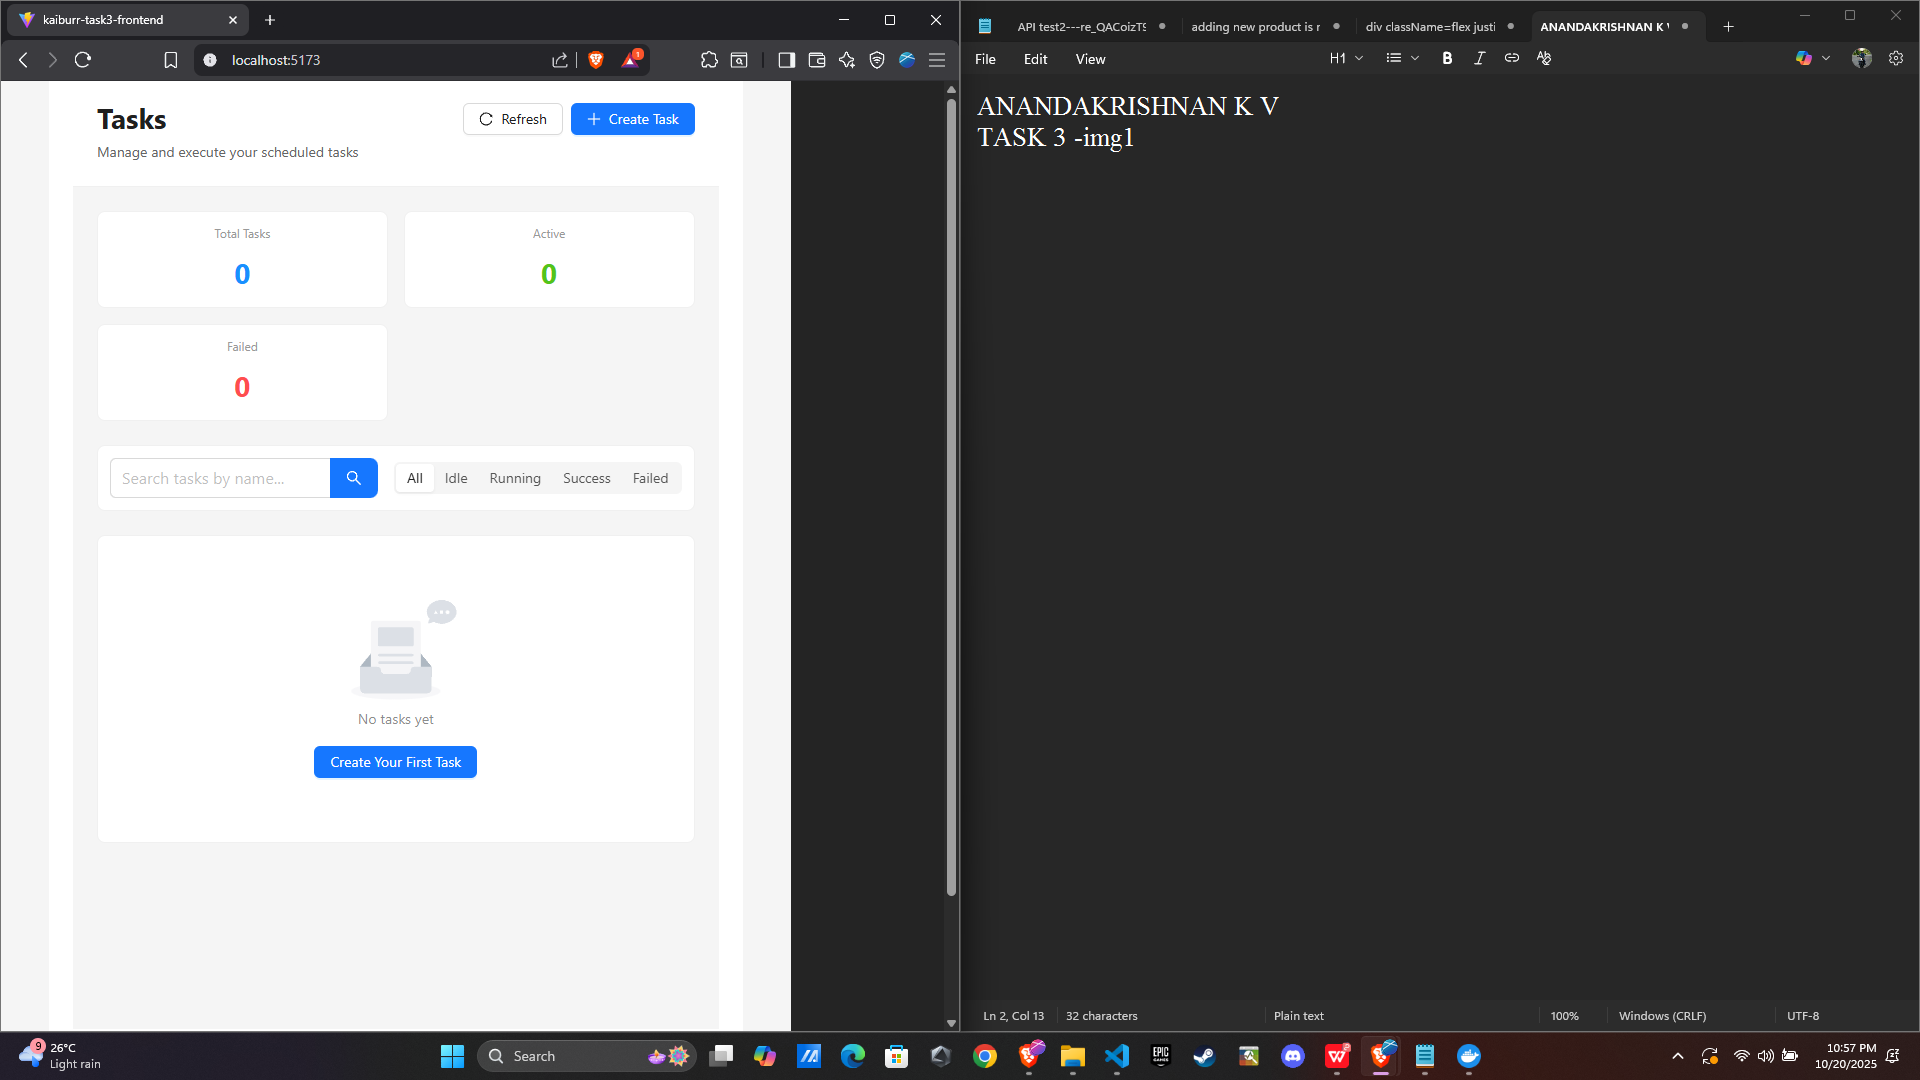 kaiburr-task3-frontend
localhost:5173
1
Tasks
Refresh
Create Task
Manage and execute your scheduled tasks
Total Tasks
0
Active
0
Failed
0
Search tasks by name...
All
Idle
Running
Success
Failed
No tasks yet
Create Your First Task
API test2---re_QACoizTS
adding new product is r
div className=flex justi
ANANDAKRISHNAN K V
File
Edit
View
H1
B
I
ANANDAKRISHNAN K V
TASK 3 -img1
Ln 2, Col 13
32 characters
Plain text
100%
Windows (CRLF)
UTF-8
9
26°C
Light rain
Search
EPIC
GAMES
10:57 PM
10/20/2025